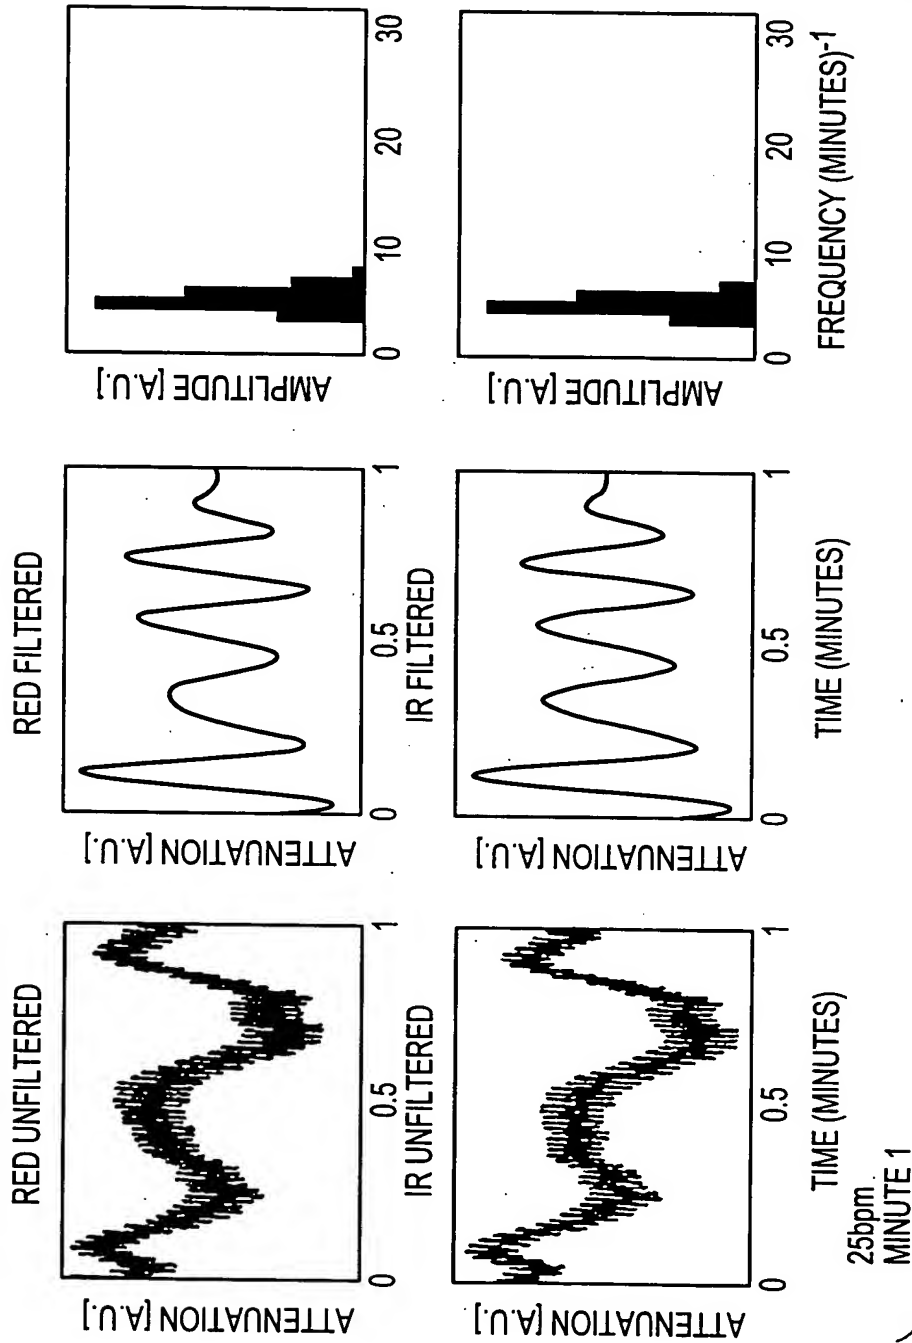 RED UNFILTERED
ATTENUATION [A.U.]
0
0.5
1
IR UNFILTERED
ATTENUATION [A.U.]
0
0.5
1
TIME (MINUTES)
25bpm
MINUTE 1
RED FILTERED
ATTENUATION [A.U.]
0
0.5
1
IR FILTERED
ATTENUATION [A.U.]
0
0.5
1
TIME (MINUTES)
AMPLITUDE [A.U.]
0
10
20
30
AMPLITUDE [A.U.]
0
10
20
30
FREQUENCY (MINUTES)-1